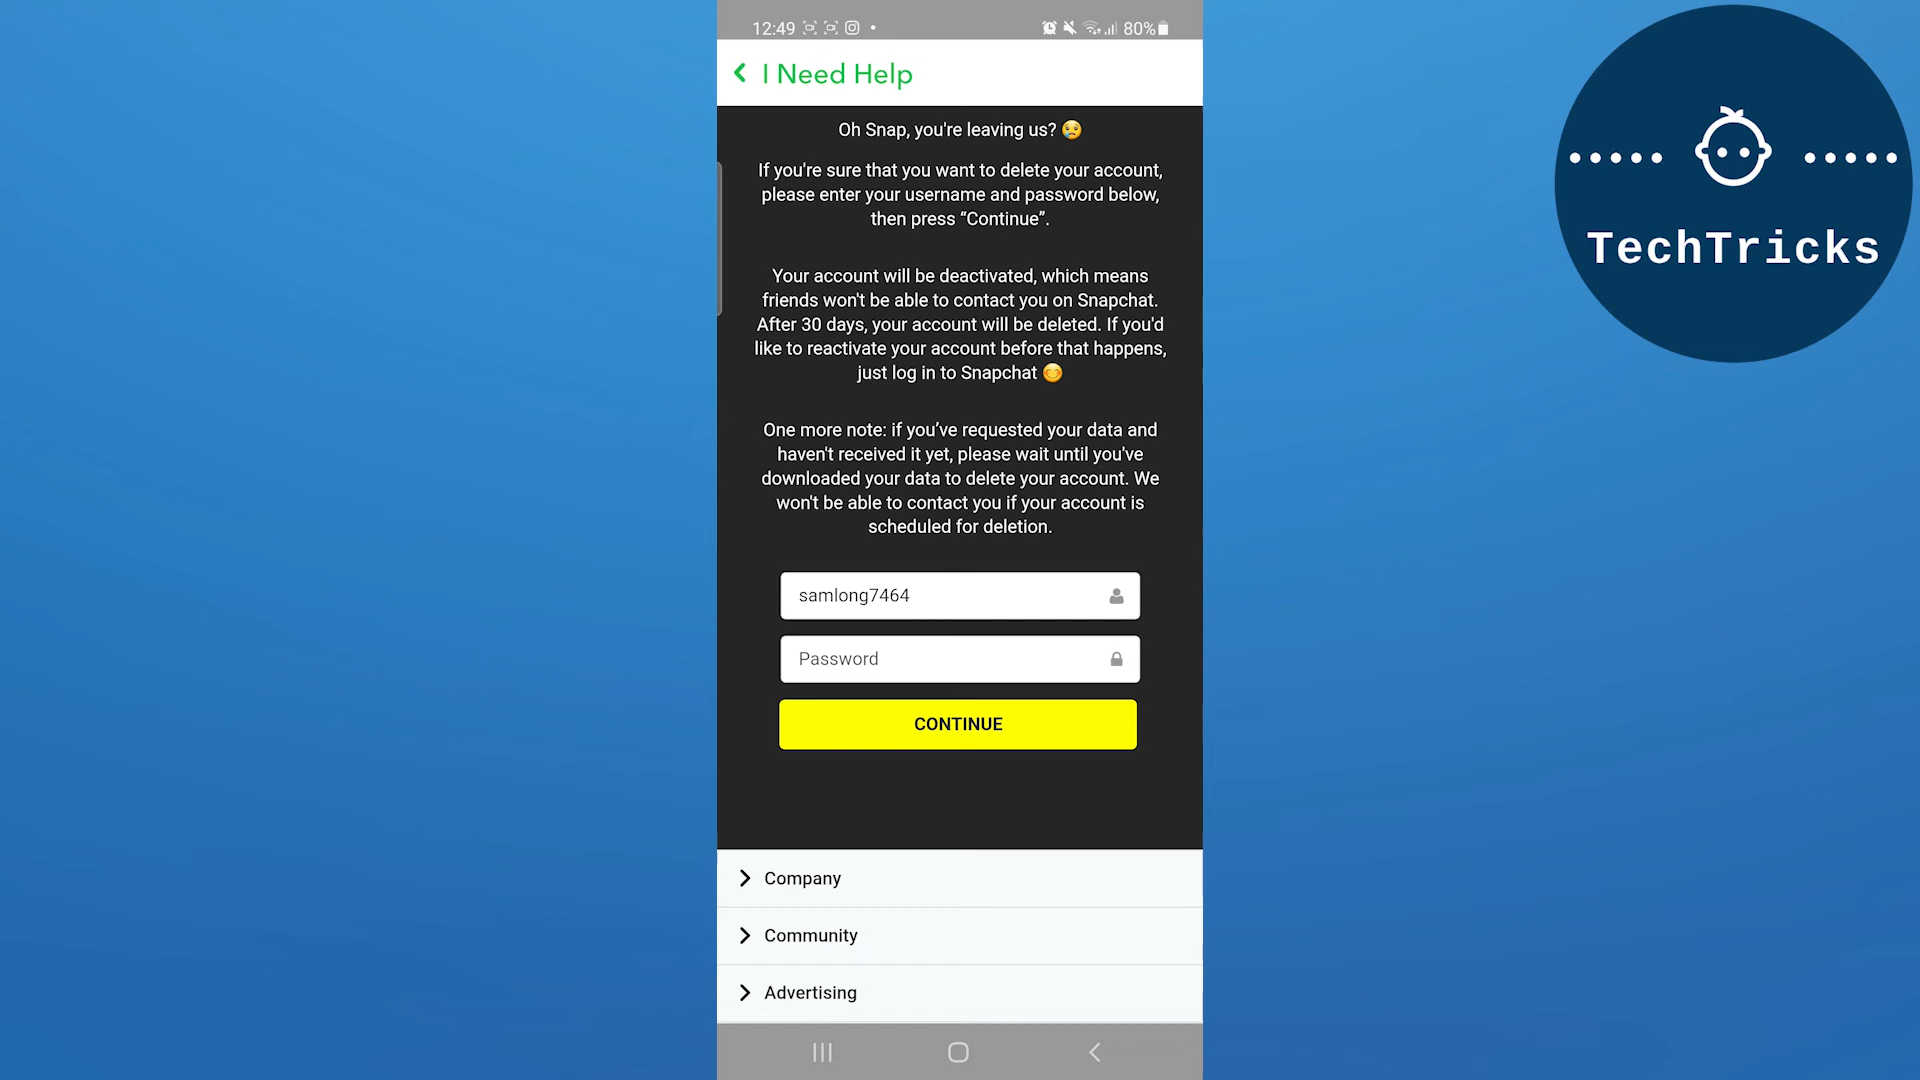 12:49
80%
I Need Help
Oh Snap, you're leaving us? 😢
If you're sure that you want to delete your account,
please enter your username and password below,
then press “Continue”.
Your account will be deactivated, which means
friends won't be able to contact you on Snapchat.
After 30 days, your account will be deleted. If you'd
like to reactivate your account before that happens,
just log in to Snapchat 😊
One more note: if you’ve requested your data and
haven't received it yet, please wait until you've
downloaded your data to delete your account. We
won't be able to contact you if your account is
scheduled for deletion.
samlong7464
Password
CONTINUE
Company
Community
Advertising
TechTricks